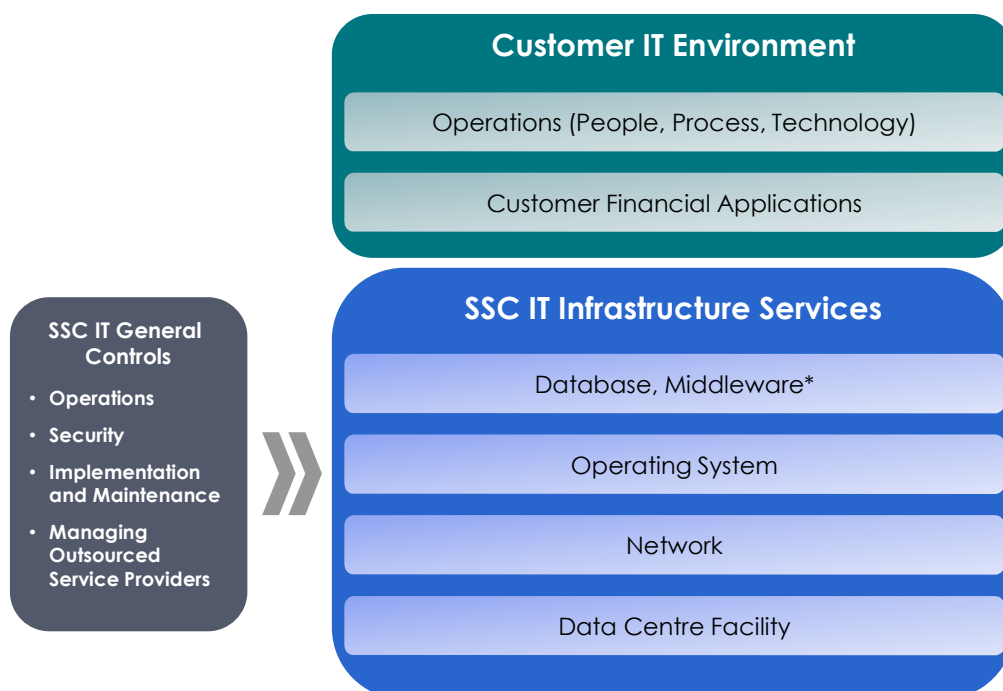 Customer IT Environment
Operations (People, Process, Technology)
Customer Financial Applications
SSC IT General
Controls
• Operations
• Security
• Implementation
and Maintenance
• Managing
Outsourced
Service Providers
SSC IT Infrastructure Services
Database, Middleware*
Operating System
Network
Data Centre Facility